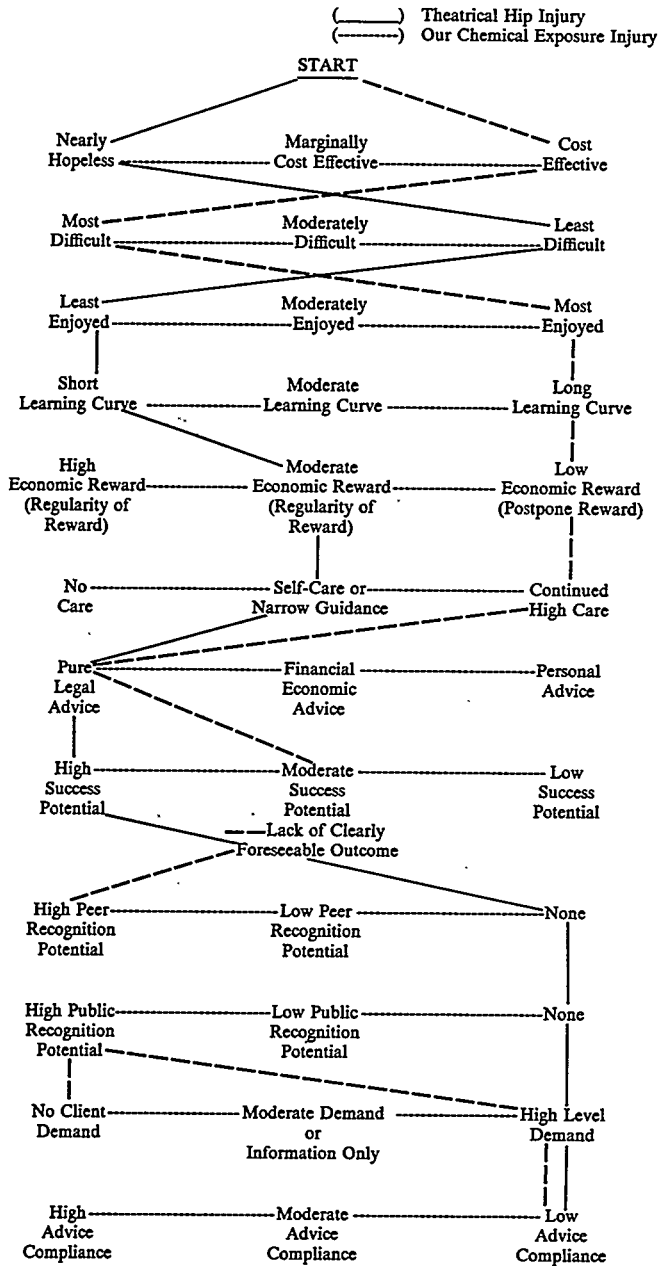 (______) Theatrical Hip Injury
(--------) Our Chemical Exposure Injury
START
Nearly Marginally Cost
Hopeless Cost Effective Effective
Most Moderately Least
Difficult Difficult Difficult
Least Moderately Most
Enjoyed Enjoyed Enjoyed
Short Moderate Long
Learning Curve Learning Curve Learning Curve
High Moderate Low
Economic Reward Economic Reward Economic Reward
(Regularity of (Regularity of (Postpone Reward)
Reward) Reward)
No Self-Care or Continued
Care Narrow Guidance High Care
Pure Financial Personal
Legal Economic Advice
Advice Advice
High Moderate Low
Success Success Success
Potential Potential Potential
Lack of Clearly
Foreseeable Outcome
High Peer Low Peer None
Recognition Recognition
Potential Potential
High Public Low Public None
Recognition Recognition
Potential Potential
No Client Moderate Demand High Level
Demand or Demand
Information Only
High Moderate Low
Advice Advice Advice
Compliance Compliance Compliance